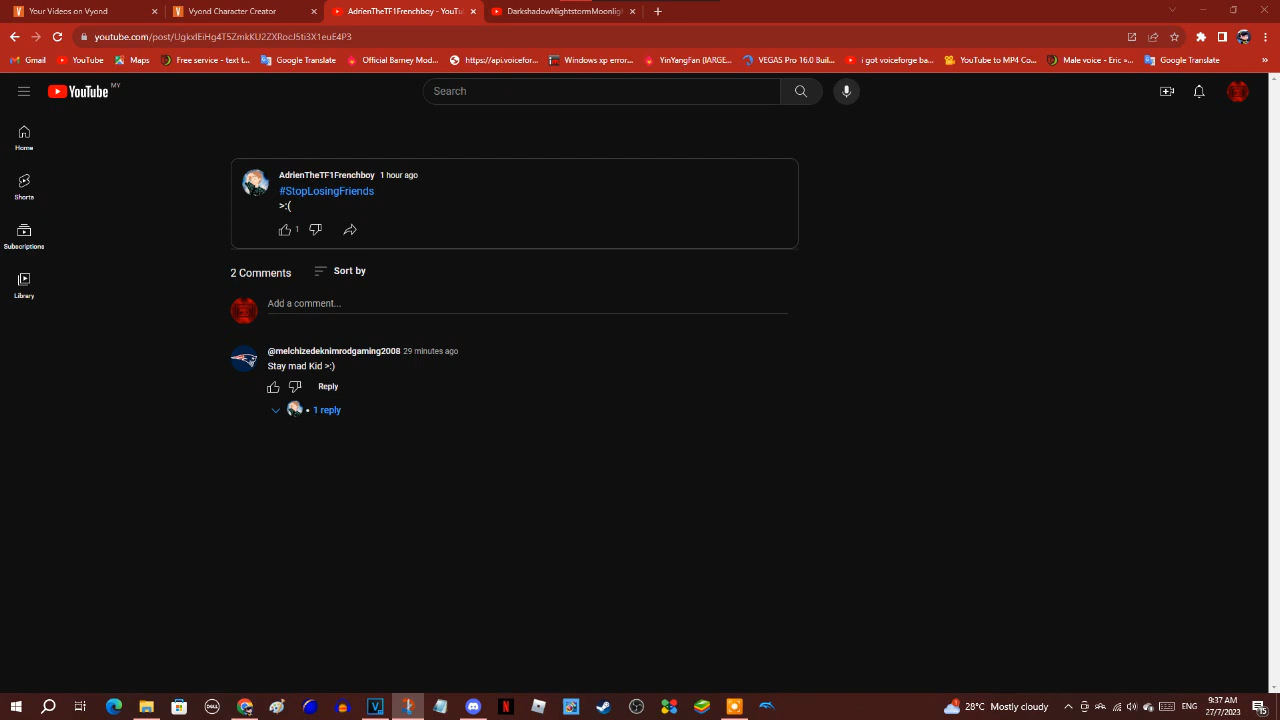 Your Videos on Vyond
Vyond Character Creator
AdrienTheTF1Frenchboy - YouTu
DarkshadowNightstormMoonligh
youtube.com/post/UgkxlEiHg4T5ZmkKU2ZXRocJ5ti3X1euE4P3
Gmail
YouTube
Maps
Free service - text t...
Google Translate
Official Barney Mod...
https://api.voicefor...
Windows xp error...
YinYangFan (lARGE...
VEGAS Pro 16.0 Buil...
i got voiceforge ba...
YouTube to MP4 Co...
Male voice - Eric »...
Google Translate
»
YouTube MY
Search
Home
Shorts
Subscriptions
Library
AdrienTheTF1Frenchboy 1 hour ago
#StopLosingFriends
>:(
1
2 Comments Sort by
Add a comment...
@melchizedeknimrodgaming2008 29 minutes ago
Stay mad Kid >:)
Reply
• 1 reply
28°C Mostly cloudy
ENG
9:37 AM
27/7/2023